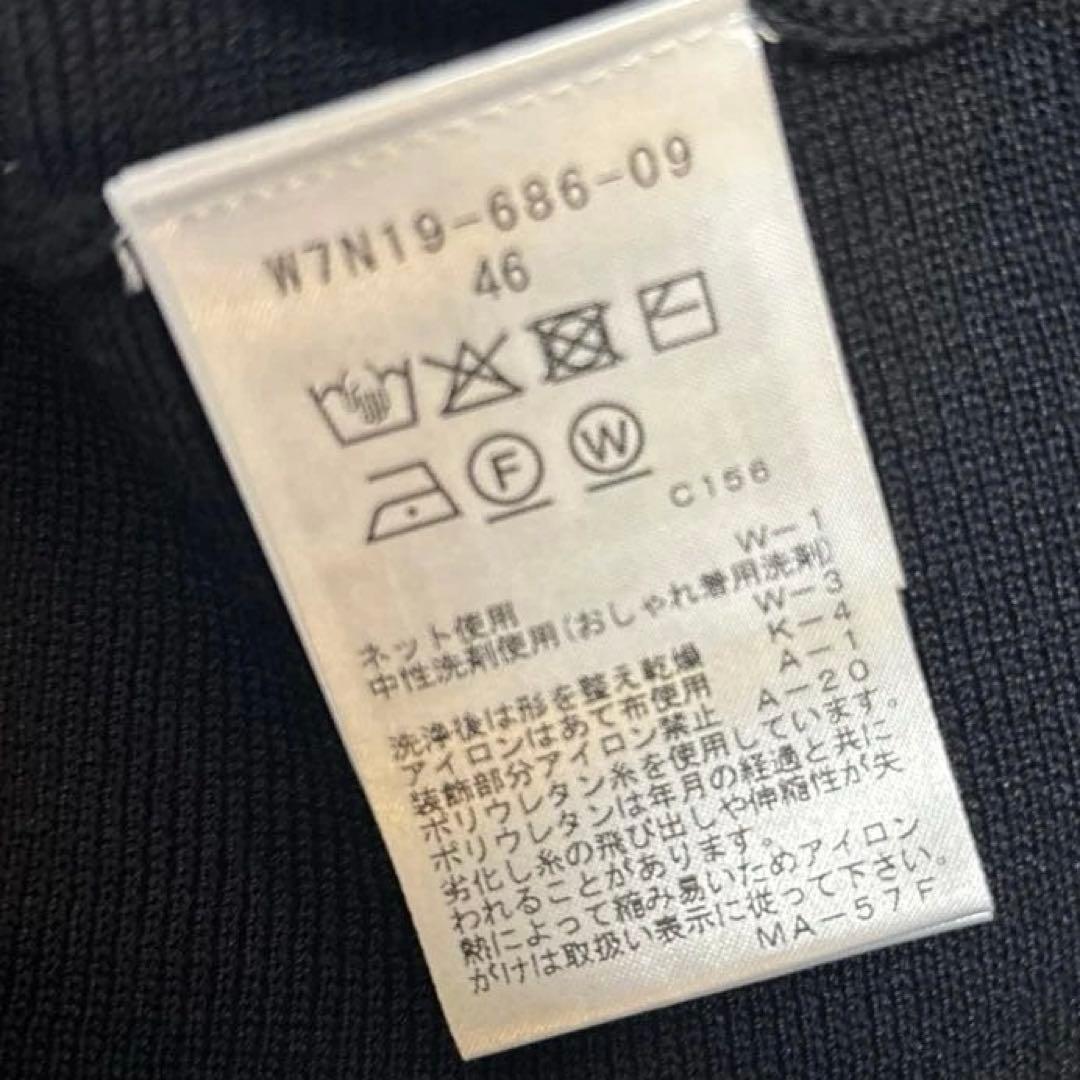 W7N19-686-09
46
F W
C156
ネット使用 W-1
中性洗剤使用(おしゃれ着用洗剤)
W-3
洗浄後は形を整え乾燥 K-4
アイロンはあて布使用 A-1
装飾部分アイロン禁止 A-20
ポリウレタン糸を使用しています。
ポリウレタンは年月の経過と共に
劣化し糸の飛び出しや伸縮性が失
われることがあります。
熱によって縮み易いためアイロン
がけは取扱い表示に従って下さい。
MA-57F